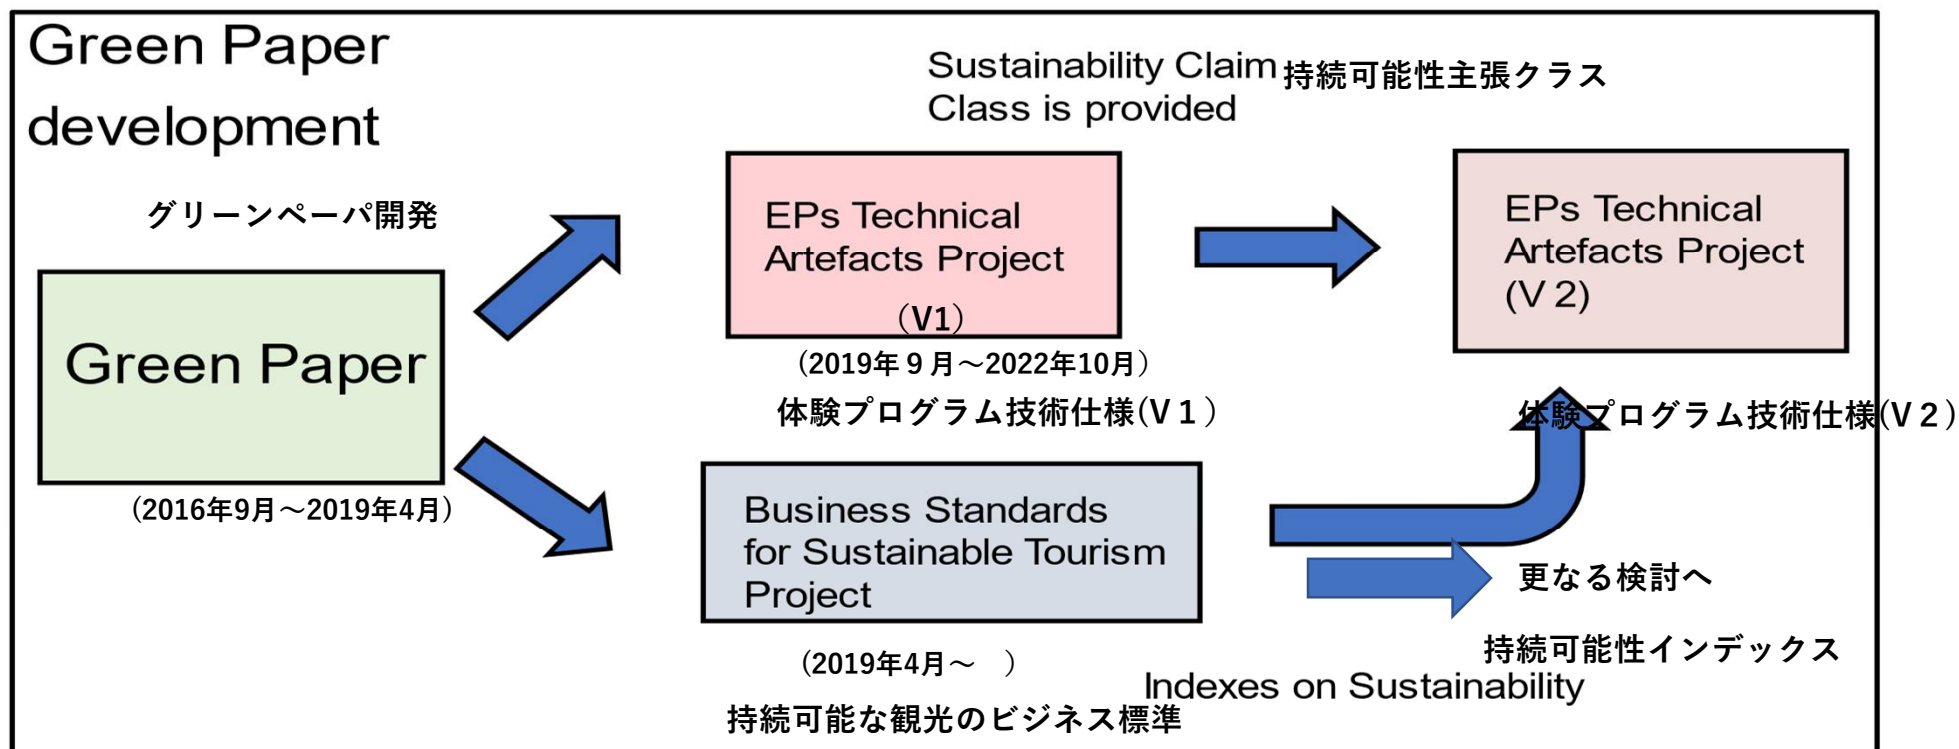 Green Paper
development
グリーンペーパ開発
Green Paper
(2016年9月～2019年4月)
Sustainability Claim
Class is provided
持続可能性主張クラス
EPs Technical
Artefacts Project
（V1）
(2019年９月～2022年10月)
体験プログラム技術仕様(V１)
EPs Technical
Artefacts Project
(V 2)
体験プログラム技術仕様(V２)
Business Standards
for Sustainable Tourism
Project
(2019年4月～　)
持続可能な観光のビジネス標準
更なる検討へ
持続可能性インデックス
Indexes on Sustainability